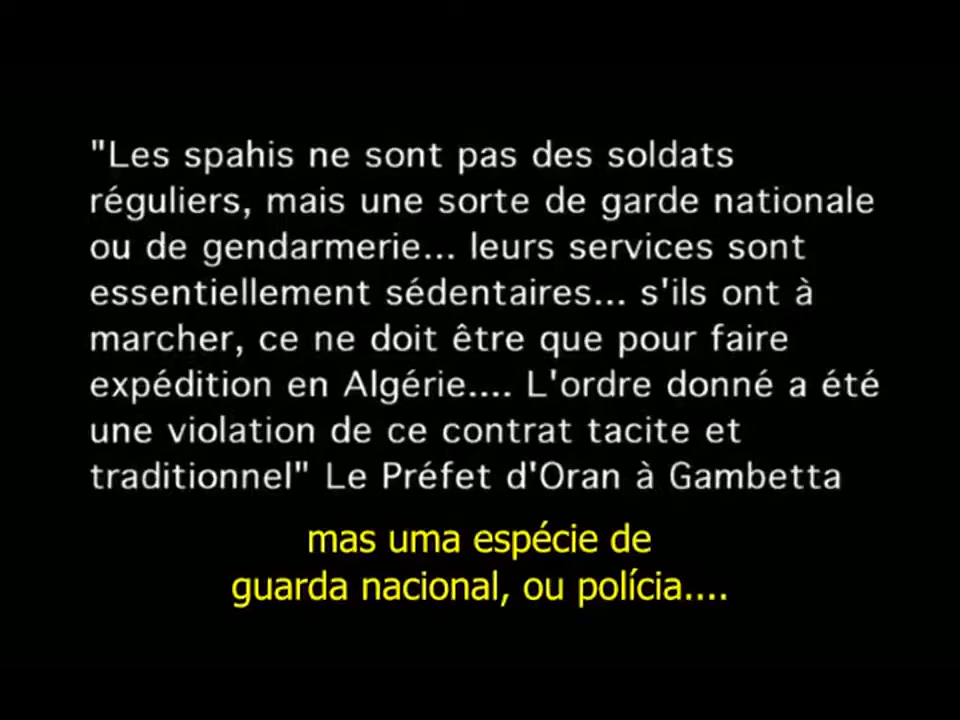 "Les spahis ne sont pas des soldats
réguliers, mais une sorte de garde nationale
ou de gendarmerie... leurs services sont
essentiellement sédentaires... s'ils ont à
marcher, ce ne doit être que pour faire
expédition en Algérie.... L'ordre donné a été
une violation de ce contrat tacite et
traditionnel" Le Préfet d'Oran à Gambetta
mas uma espécie de
guarda nacional, ou polícia....